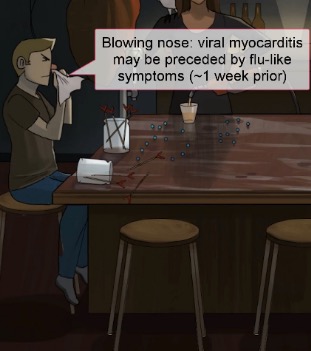 Blowing nose: viral myocarditis
may be preceded by flu-like
symptoms (~1 week prior)